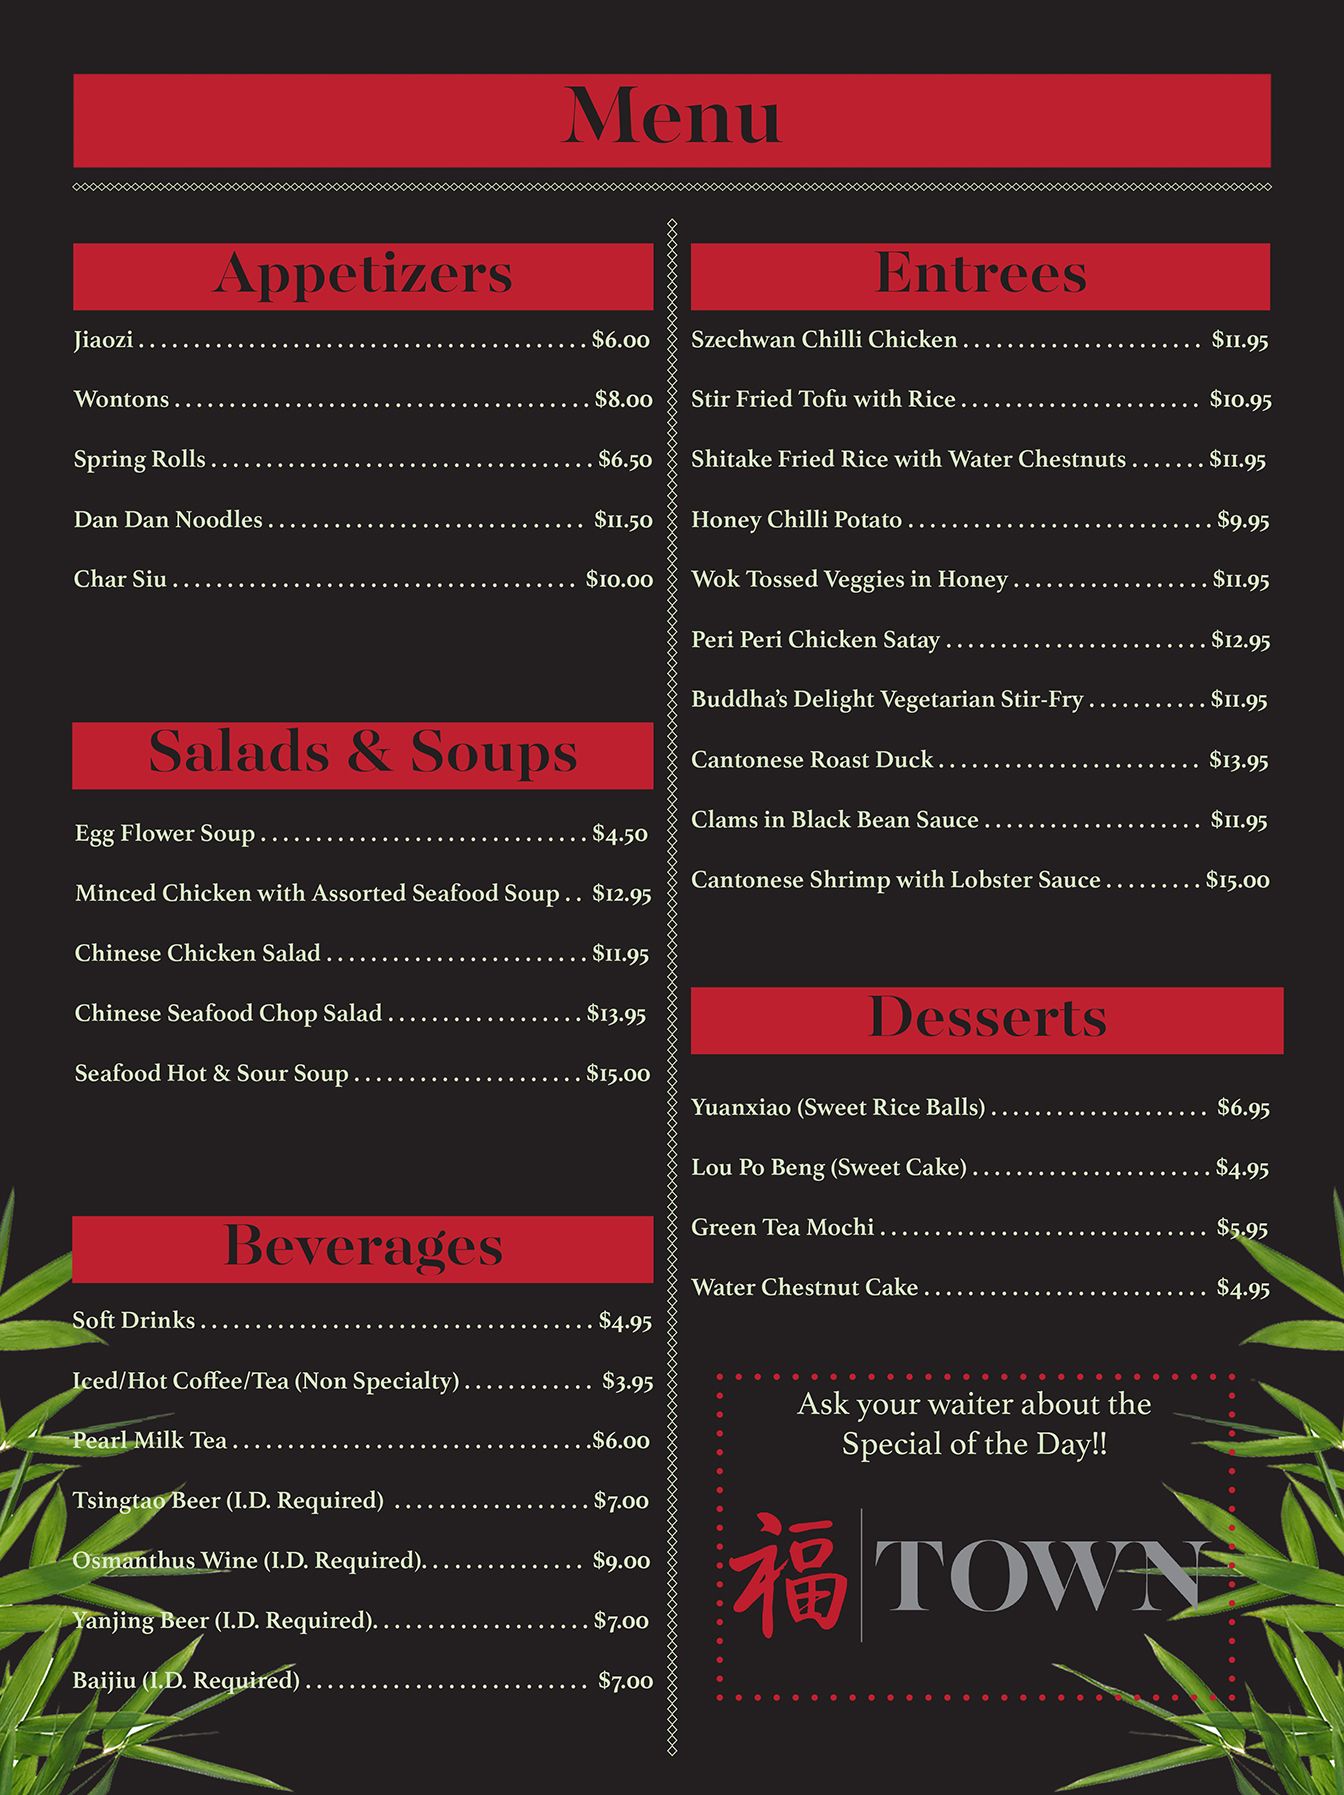 Menu
Appetizers
Jiaozi . . . . . . . . . . . . . . . . . . . . . . . . . . . . . . . . . . . . . . . . . $6.00
Wontons . . . . . . . . . . . . . . . . . . . . . . . . . . . . . . . . . . . . . . $8.00
Spring Rolls . . . . . . . . . . . . . . . . . . . . . . . . . . . . . . . . . . . $6.50
Dan Dan Noodles . . . . . . . . . . . . . . . . . . . . . . . . . . . . . $11.50
Char Siu . . . . . . . . . . . . . . . . . . . . . . . . . . . . . . . . . . . . . $10.00
Salads & Soups
Egg Flower Soup . . . . . . . . . . . . . . . . . . . . . . . . . . . . . . $4.50
Minced Chicken with Assorted Seafood Soup . . $12.95
Chinese Chicken Salad . . . . . . . . . . . . . . . . . . . . . . . . $11.95
Chinese Seafood Chop Salad . . . . . . . . . . . . . . . . . . $13.95
Seafood Hot & Sour Soup . . . . . . . . . . . . . . . . . . . . . $15.00
Beverages
Soft Drinks . . . . . . . . . . . . . . . . . . . . . . . . . . . . . . . . . . . . $4.95
Iced/Hot Coffee/Tea (Non Specialty) . . . . . . . . . . . . $3.95
Pearl Milk Tea . . . . . . . . . . . . . . . . . . . . . . . . . . . . . . . . .$6.00
Tsingtao Beer (I.D. Required) . . . . . . . . . . . . . . . . . . $7.00
Osmanthus Wine (I.D. Required). . . . . . . . . . . . . . . $9.00
Yanjing Beer (I.D. Required). . . . . . . . . . . . . . . . . . . . $7.00
Baijiu (I.D. Required) . . . . . . . . . . . . . . . . . . . . . . . . . . $7.00
Entrees
Szechwan Chilli Chicken . . . . . . . . . . . . . . . . . . . . . . $11.95
Stir Fried Tofu with Rice . . . . . . . . . . . . . . . . . . . . . . $10.95
Shitake Fried Rice with Water Chestnuts . . . . . . . $11.95
Honey Chilli Potato . . . . . . . . . . . . . . . . . . . . . . . . . . . . $9.95
Wok Tossed Veggies in Honey . . . . . . . . . . . . . . . . . . $11.95
Peri Peri Chicken Satay . . . . . . . . . . . . . . . . . . . . . . . . $12.95
Buddha’s Delight Vegetarian Stir-Fry . . . . . . . . . . . $11.95
Cantonese Roast Duck . . . . . . . . . . . . . . . . . . . . . . . . $13.95
Clams in Black Bean Sauce . . . . . . . . . . . . . . . . . . . . $11.95
Cantonese Shrimp with Lobster Sauce . . . . . . . . . $15.00
Desserts
Yuanxiao (Sweet Rice Balls) . . . . . . . . . . . . . . . . . . . . $6.95
Lou Po Beng (Sweet Cake) . . . . . . . . . . . . . . . . . . . . . . $4.95
Green Tea Mochi . . . . . . . . . . . . . . . . . . . . . . . . . . . . . . $5.95
Water Chestnut Cake . . . . . . . . . . . . . . . . . . . . . . . . . . $4.95
Ask your waiter about the
Special of the Day!!
福 TOWN